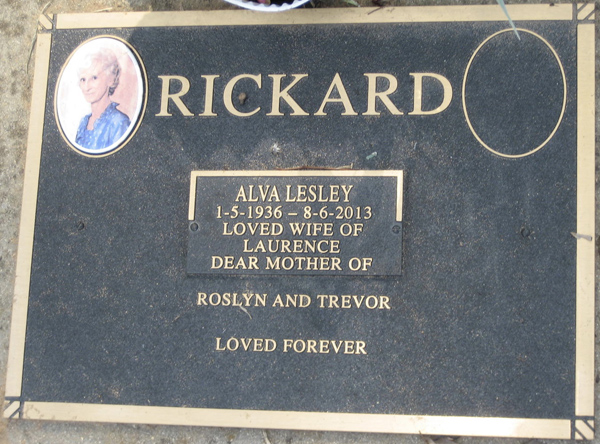 RICKARD
ALVA LESLEY
1-5-1936 – 8-6-2013
LOVED WIFE OF
LAURENCE
DEAR MOTHER OF
ROSLYN AND TREVOR
LOVED FOREVER